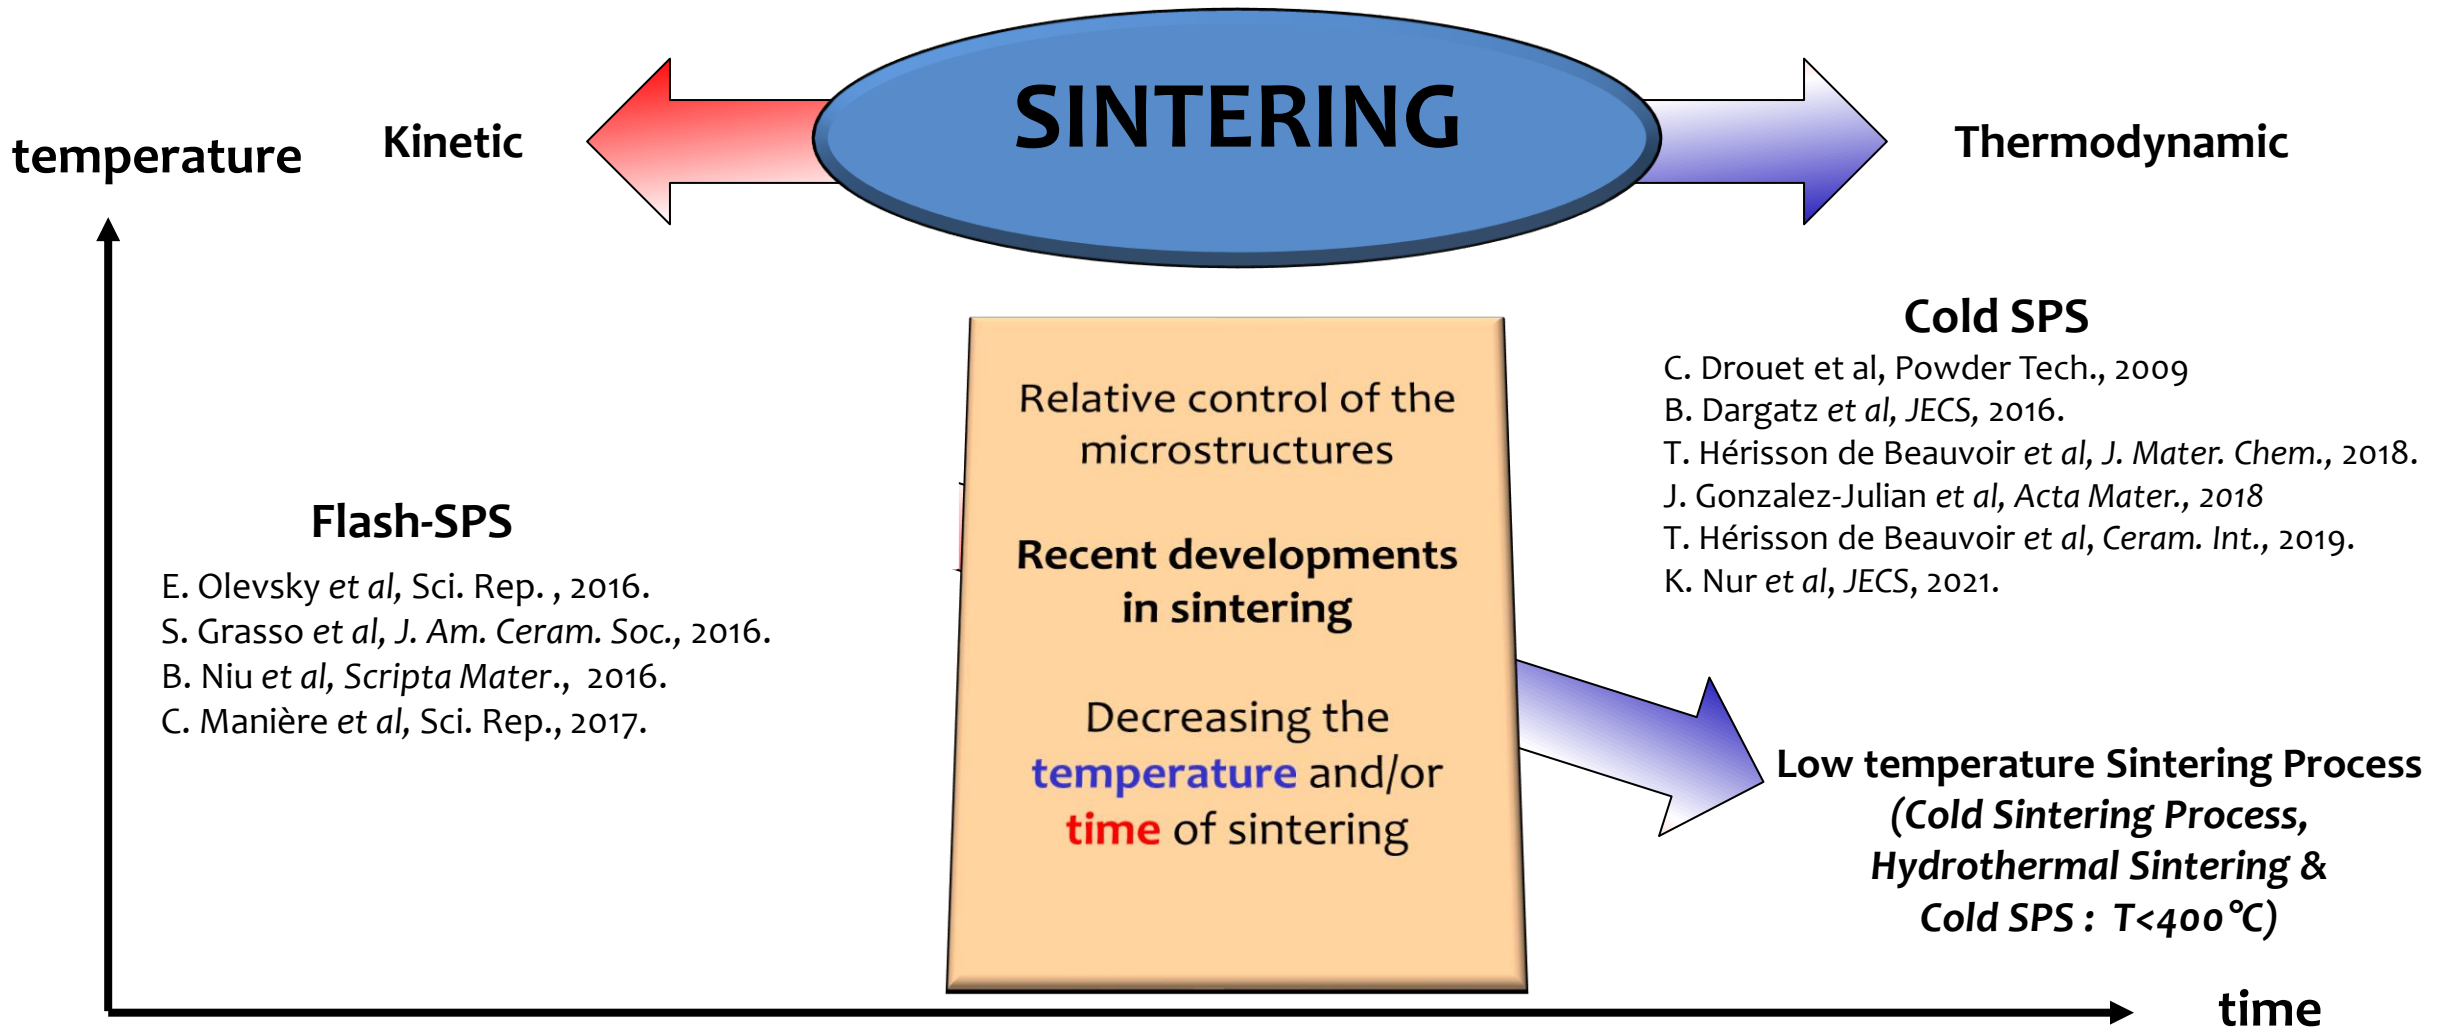 SINTERING
temperature
Kinetic
Thermodynamic
Flash-SPS
E. Olevsky et al, Sci. Rep. , 2016.
S. Grasso et al, J. Am. Ceram. Soc., 2016.
B. Niu et al, Scripta Mater., 2016.
C. Manière et al, Sci. Rep., 2017.
Relative control of the
microstructures
Recent developments
in sintering
Decreasing the
temperature and/or
time of sintering
Cold SPS
C. Drouet et al, Powder Tech., 2009
B. Dargatz et al, JECS, 2016.
T. Hérisson de Beauvoir et al, J. Mater. Chem., 2018.
J. Gonzalez-Julian et al, Acta Mater., 2018
T. Hérisson de Beauvoir et al, Ceram. Int., 2019.
K. Nur et al, JECS, 2021.
Low temperature Sintering Process
(Cold Sintering Process,
Hydrothermal Sintering &
Cold SPS : T<400°C)
time